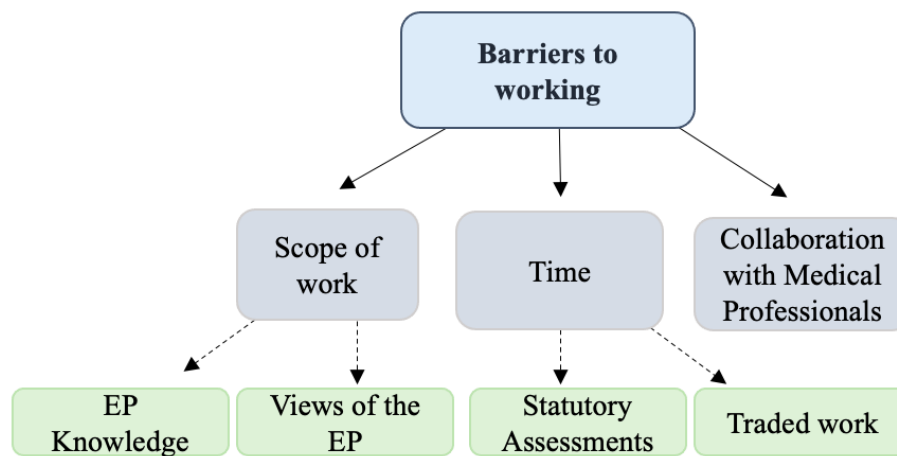 Barriers to
working
Scope of
work
Time
Collaboration
with Medical
Professionals
EP
Knowledge
Views of the
EP
Statutory
Assessments
Traded work